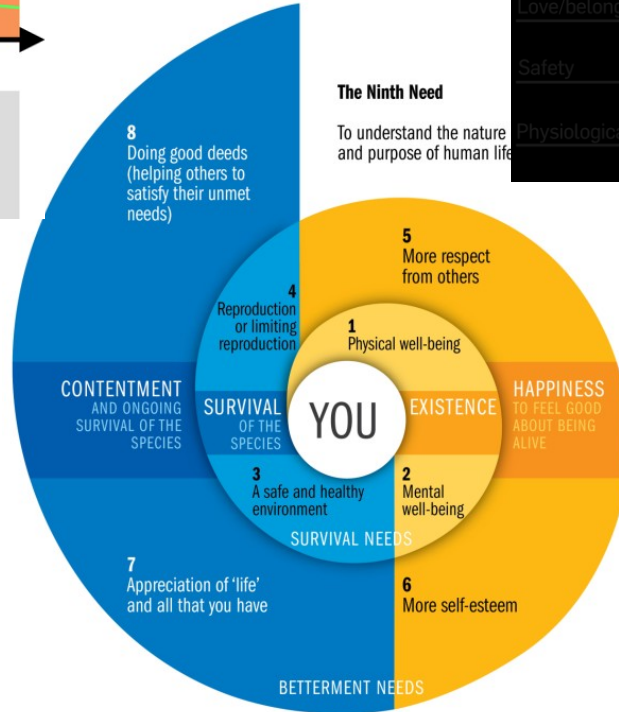 Love/belong
Safety
Physiologica
The Ninth Need
To understand the nature
and purpose of human life
8
Doing good deeds
(helping others to
satisfy their unmet
needs)
5
More respect
from others
4
Reproduction
or limiting
reproduction
1
Physical well-being
CONTENTMENT
AND ONGOING
SURVIVAL OF THE
SPECIES
SURVIVAL
OF THE
SPECIES
YOU
EXISTENCE
HAPPINESS
TO FEEL GOOD
ABOUT BEING
ALIVE
3
A safe and healthy
environment
2
Mental
well-being
SURVIVAL NEEDS
7
Appreciation of ‘life’
and all that you have
6
More self-esteem
BETTERMENT NEEDS